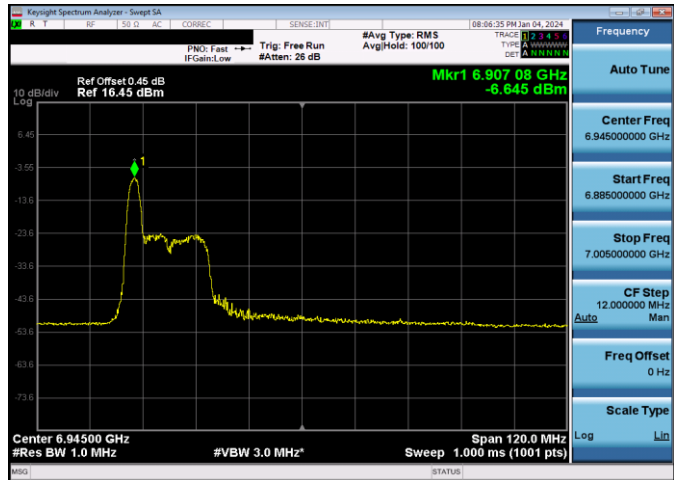 Keysight Spectrum Analyzer - Swept SA
R T RF 50 Ω AC CORREC SENSE:INT 08:06:35 PM Jan 04, 2024
PNO: Fast
IFGain:Low
Trig: Free Run
#Atten: 26 dB
#Avg Type: RMS
Avg|Hold: 100/100
TRACE 1 2 3 4 5 6
TYPE A WWWWW
DET A N N N N N
Ref Offset 0.45 dB
Ref 16.45 dBm
Mkr1 6.907 08 GHz
-6.645 dBm
10 dB/div
Log
6.45
-3.55
-13.6
-23.6
-33.6
-43.6
-53.6
-63.6
-73.6
1
Center 6.94500 GHz
#Res BW 1.0 MHz
#VBW 3.0 MHz*
Span 120.0 MHz
Sweep 1.000 ms (1001 pts)
MSG
STATUS
Frequency
Auto Tune
Center Freq
6.945000000 GHz
Start Freq
6.885000000 GHz
Stop Freq
7.005000000 GHz
CF Step
12.000000 MHz
Auto Man
Freq Offset
0 Hz
Scale Type
Log Lin